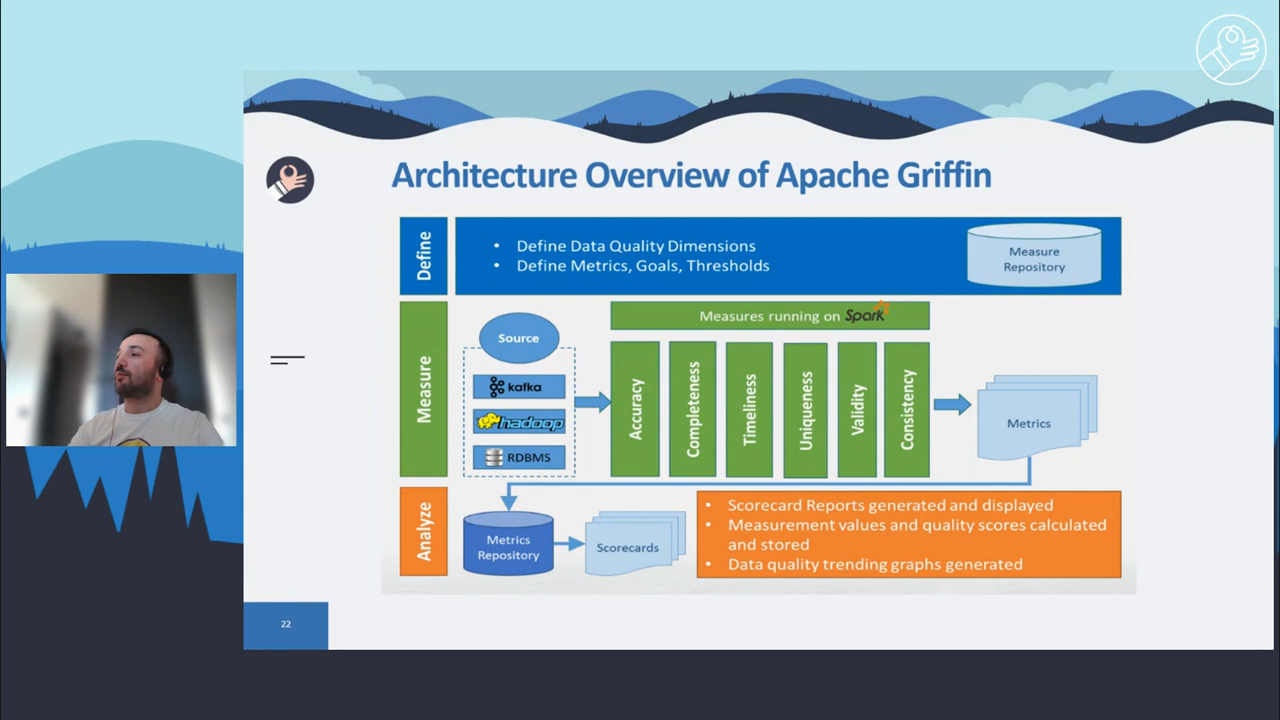 Architecture Overview of Apache Griffin
Define
• Define Data Quality Dimensions
• Define Metrics, Goals, Thresholds
Measure
Repository
Measure
Source
kafka
hadoop
RDBMS
Measures running on Spark
Accuracy
Completeness
Timeliness
Uniqueness
Validity
Consistency
Metrics
Analyze
Metrics
Repository
Scorecards
• Scorecard Reports generated and displayed
• Measurement values and quality scores calculated
and stored
• Data quality trending graphs generated
22